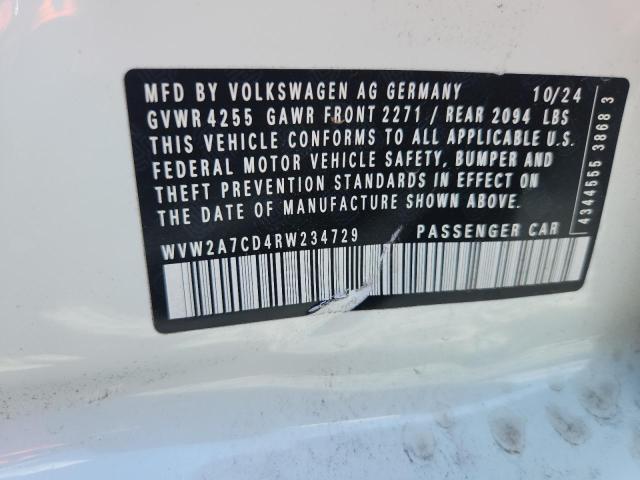 MFD BY VOLKSWAGEN AG GERMANY 10/24
GVWR 4255 GAWR FRONT 2271 / REAR 2094 LBS
THIS VEHICLE CONFORMS TO ALL APPLICABLE U.S.
FEDERAL MOTOR VEHICLE SAFETY, BUMPER AND
THEFT PREVENTION STANDARDS IN EFFECT ON
THE DATE OF MANUFACTURE SHOWN ABOVE.
WVW2A7CD4RW234729 PASSENGER CAR
4344555 3868 3